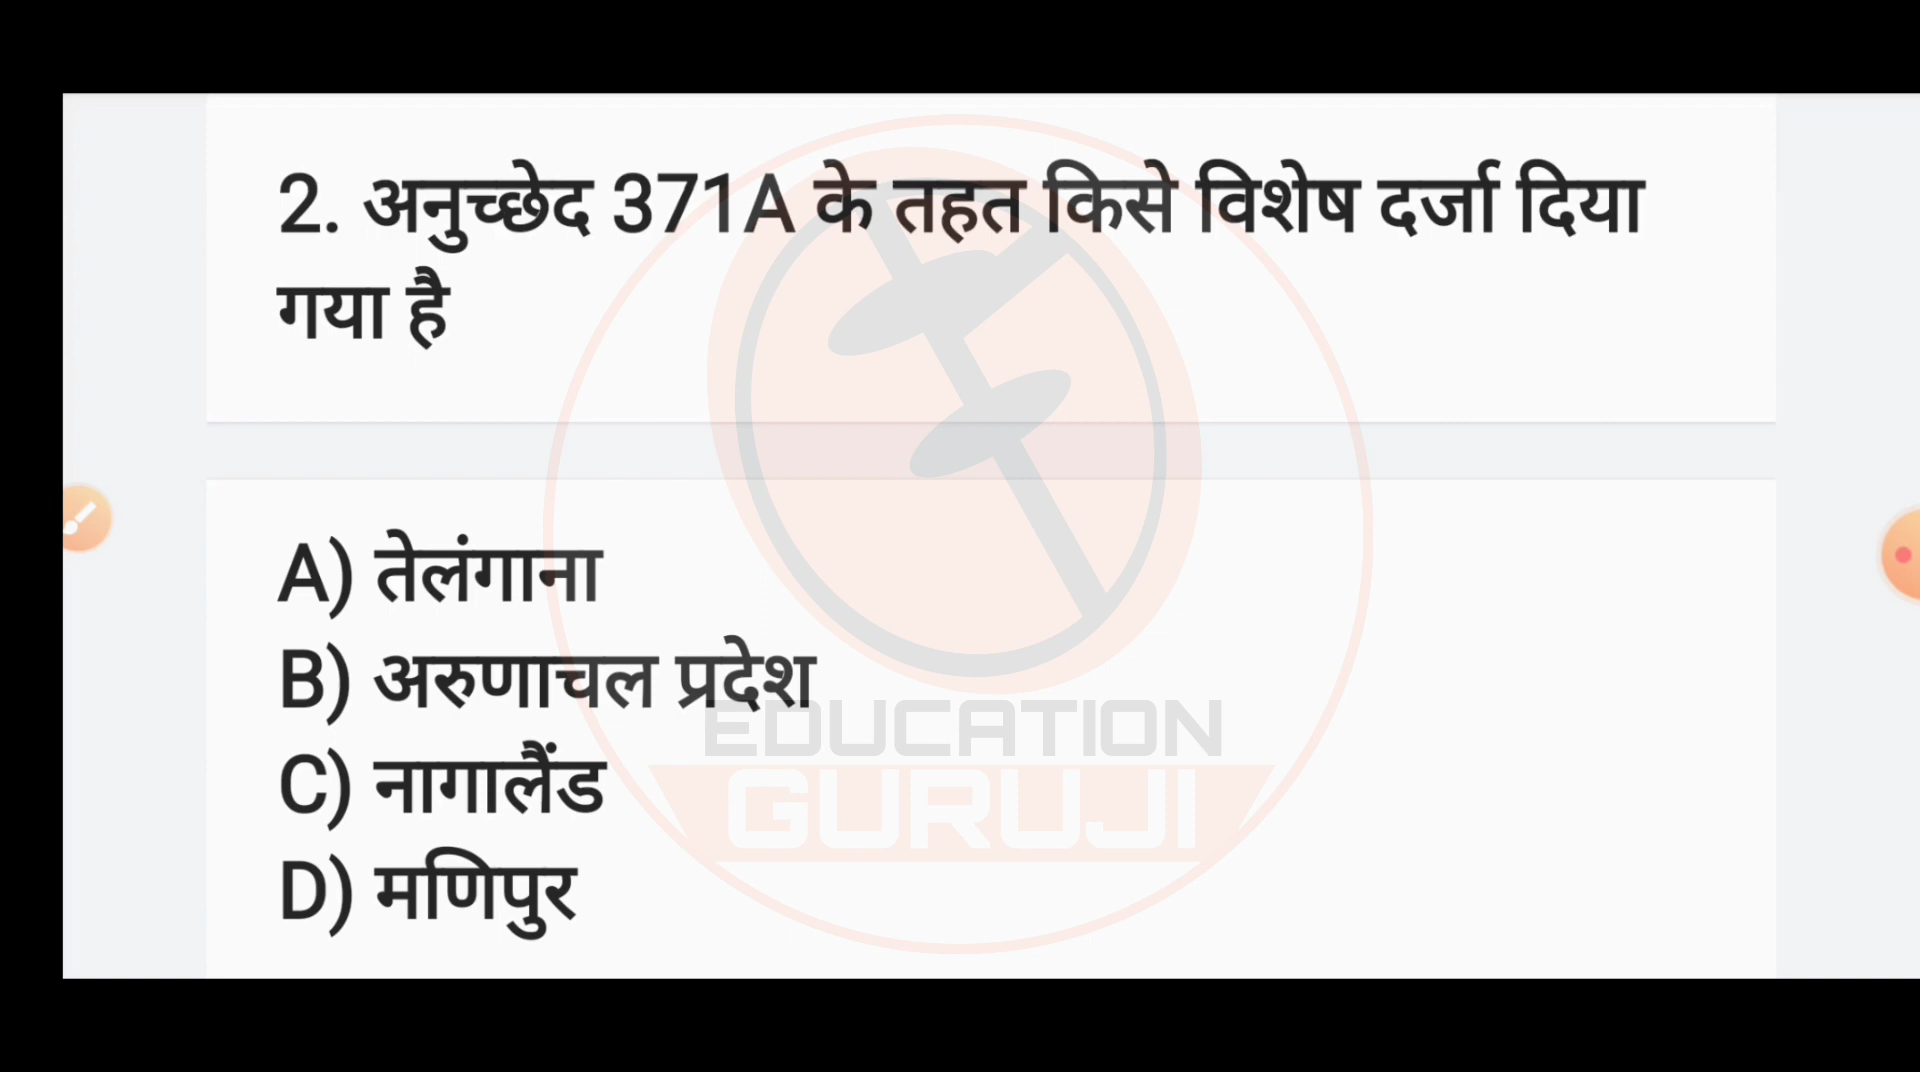 2. अनुच्छेद 371A के तहत किसे विशेष दर्जा दिया
गया है
A) तेलंगाना
B) अरुणाचल प्रदेश
C) नागालैंड
D) मणिपुर
EDUCATION
GURUJI